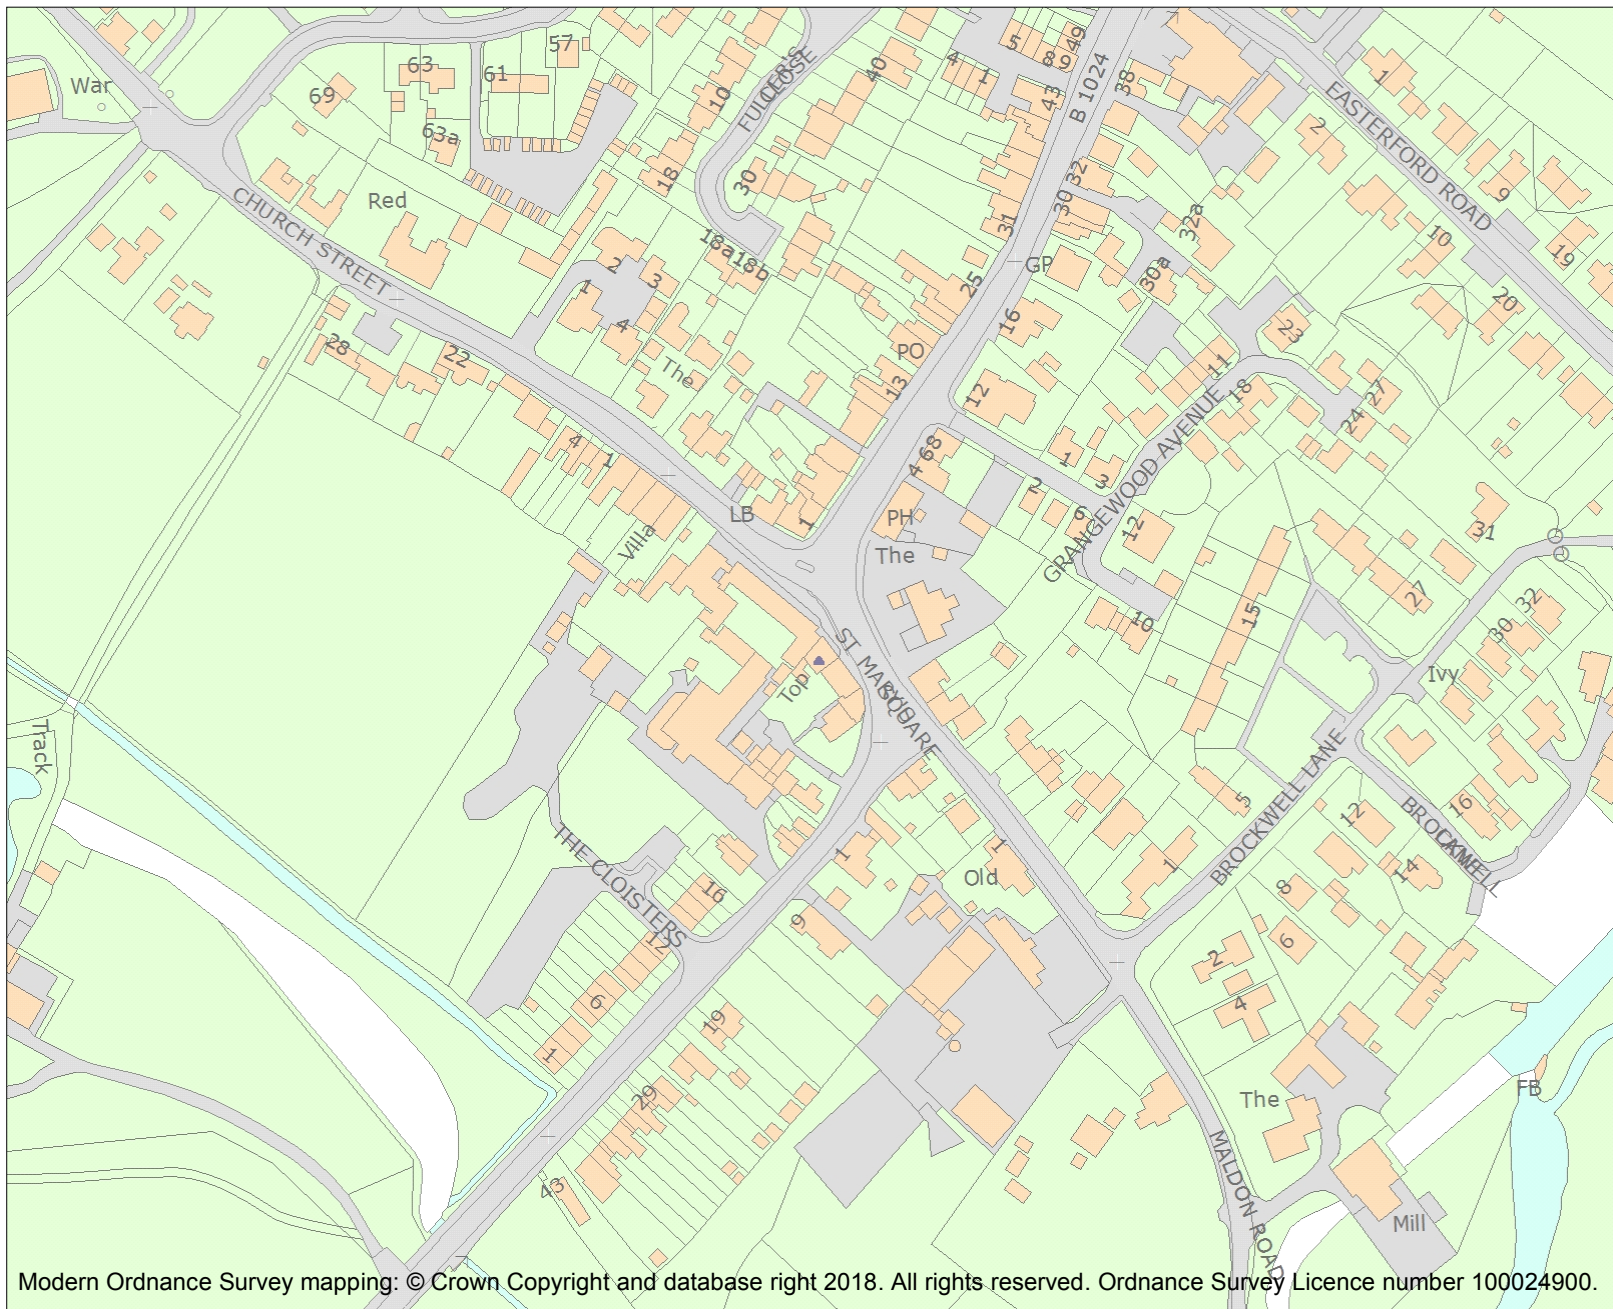 War
57
63
61
69
63a
Red
10
FULLER'S
CLOSE
40
18
30
18a
18b
4
1
5
8
9
49
43
B 1024
38
32
30
31
32a
30a
GP
25
16
PO
13
12
EASTERFORD ROAD
1
2
9
10
19
20
23
11
18
27
24
CHURCH STREET
28
22
2
3
1
4
The
4
1
Villa
LB
1
4
68
PH
The
1
3
2
6
12
GRANGEWOOD AVENUE
10
15
31
27
32
30
Ivy
ST MARY'S
SQUARE
Top
Track
THE CLOISTERS
16
12
6
1
1
9
Old
1
5
1
BROCKWELL LANE
BROCKWELL
LANE
12
16
14
8
6
2
4
19
29
43
The
FB
Mill
MALDON ROAD
Modern Ordnance Survey mapping: © Crown Copyright and database right 2018. All rights reserved. Ordnance Survey Licence number 100024900.